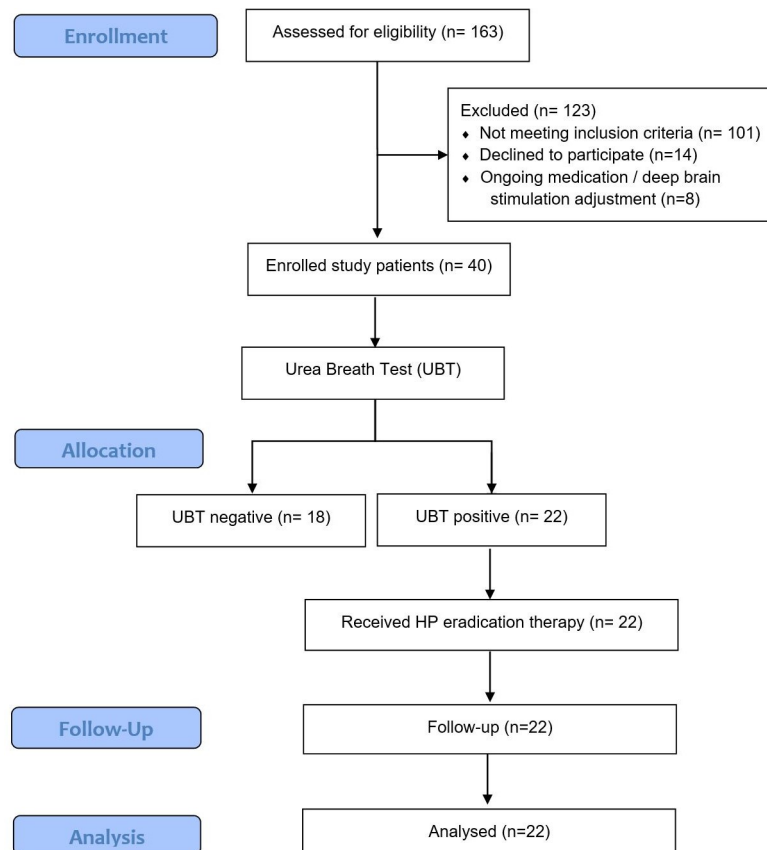 Enrollment
Assessed for eligibility (n= 163)
Excluded (n= 123)
♦ Not meeting inclusion criteria (n= 101)
♦ Declined to participate (n=14)
♦ Ongoing medication / deep brain
stimulation adjustment (n=8)
Enrolled study patients (n= 40)
Urea Breath Test (UBT)
Allocation
UBT negative (n= 18)
UBT positive (n= 22)
Received HP eradication therapy (n= 22)
Follow-Up
Follow-up (n=22)
Analysis
Analysed (n=22)